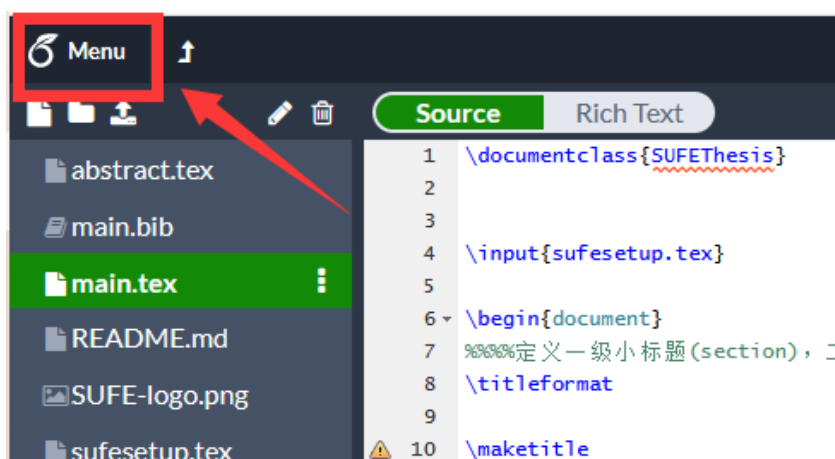 Menu
Source Rich Text
abstract.tex
main.bib
main.tex
README.md
SUFE-logo.png
sufesetup.tex
1 \documentclass{SUFEThesis}
2
3
4 \input{sufesetup.tex}
5
6 \begin{document}
7 %%%%定义一级小标题(section)，
8 \titleformat
9
10 \maketitle